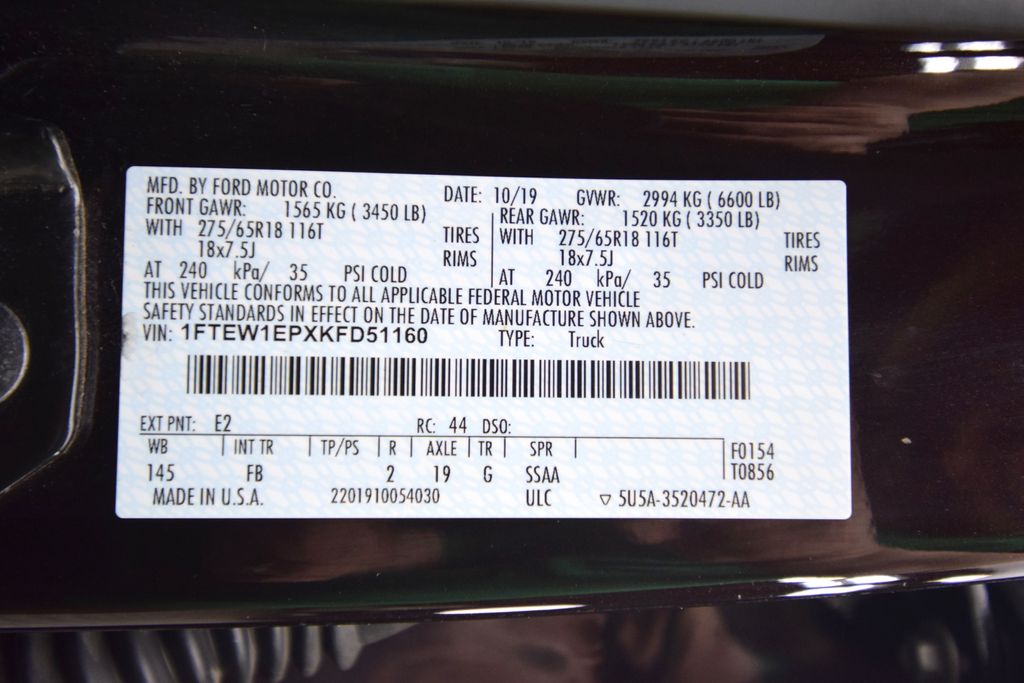 MFD. BY FORD MOTOR CO. DATE: 10/19 GVWR: 2994 KG ( 6600 LB)
FRONT GAWR: 1565 KG ( 3450 LB) REAR GAWR: 1520 KG ( 3350 LB)
WITH 275/65R18 116T TIRES WITH 275/65R18 116T TIRES
18x7.5J RIMS 18x7.5J RIMS
AT 240 kPa/ 35 PSI COLD AT 240 kPa/ 35 PSI COLD
THIS VEHICLE CONFORMS TO ALL APPLICABLE FEDERAL MOTOR VEHICLE
SAFETY STANDARDS IN EFFECT ON THE DATE OF MANUFACTURE SHOWN ABOVE.
VIN: 1FTEW1EPXKFD51160 TYPE: Truck
EXT PNT: E2 RC: 44 DSO:
WB INT TR TP/PS R AXLE TR SPR F0154
145 FB 2 19 G SSAA T0856
MADE IN U.S.A. 2201910054030 ULC ▽ 5U5A-3520472-AA